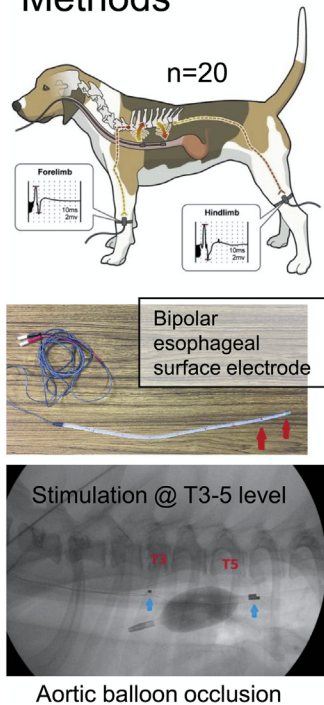 Methods
n=20
Forelimb
10ms
2mv
Hindlimb
10ms
2mv
Bipolar
esophageal
surface electrode
Stimulation @ T3-5 level
T3
T5
Aortic balloon occlusion